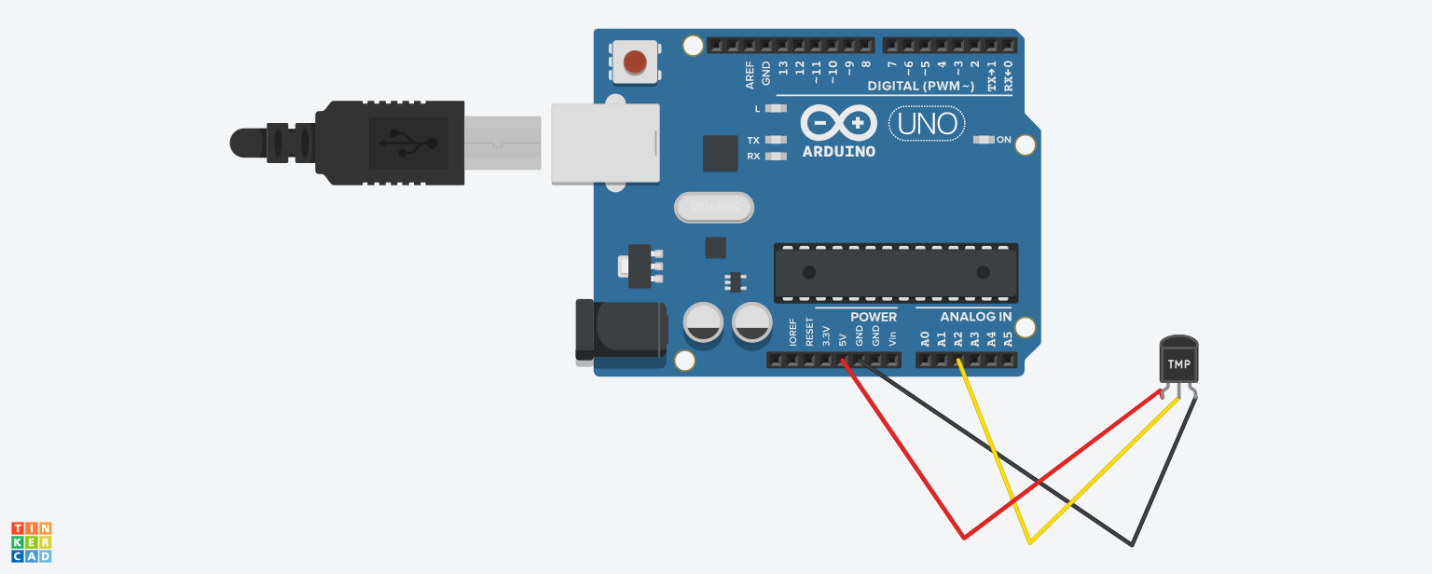 AREF
GND
13
12
~11
~10
~9
8
7
~6
~5
4
~3
2
TX→1
RX←0
DIGITAL (PWM~)
L
TX
RX
ARDUINO
UNO
ON
POWER
ANALOG IN
IOREF
RESET
3.3V
5V
GND
GND
Vin
A0
A1
A2
A3
A4
A5
TMP
TIN
KER
CAD